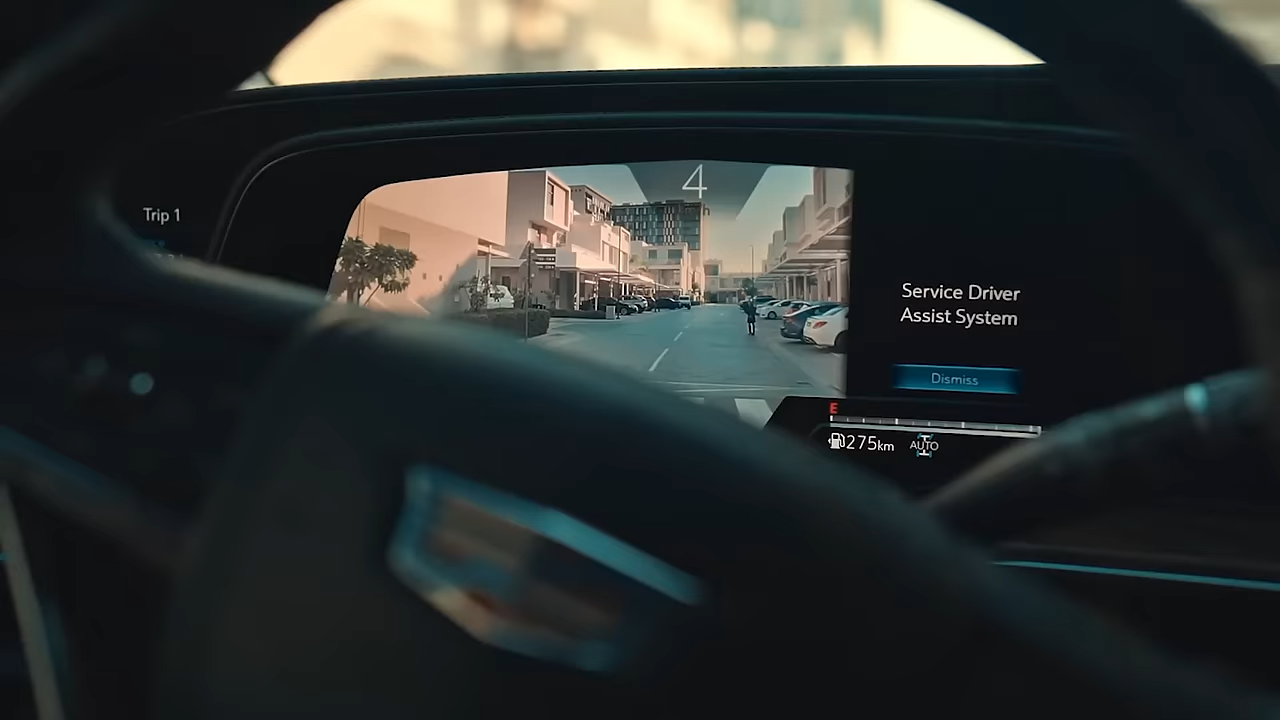 4
Trip 1
Service Driver
Assist System
Dismiss
E
275km
AUTO